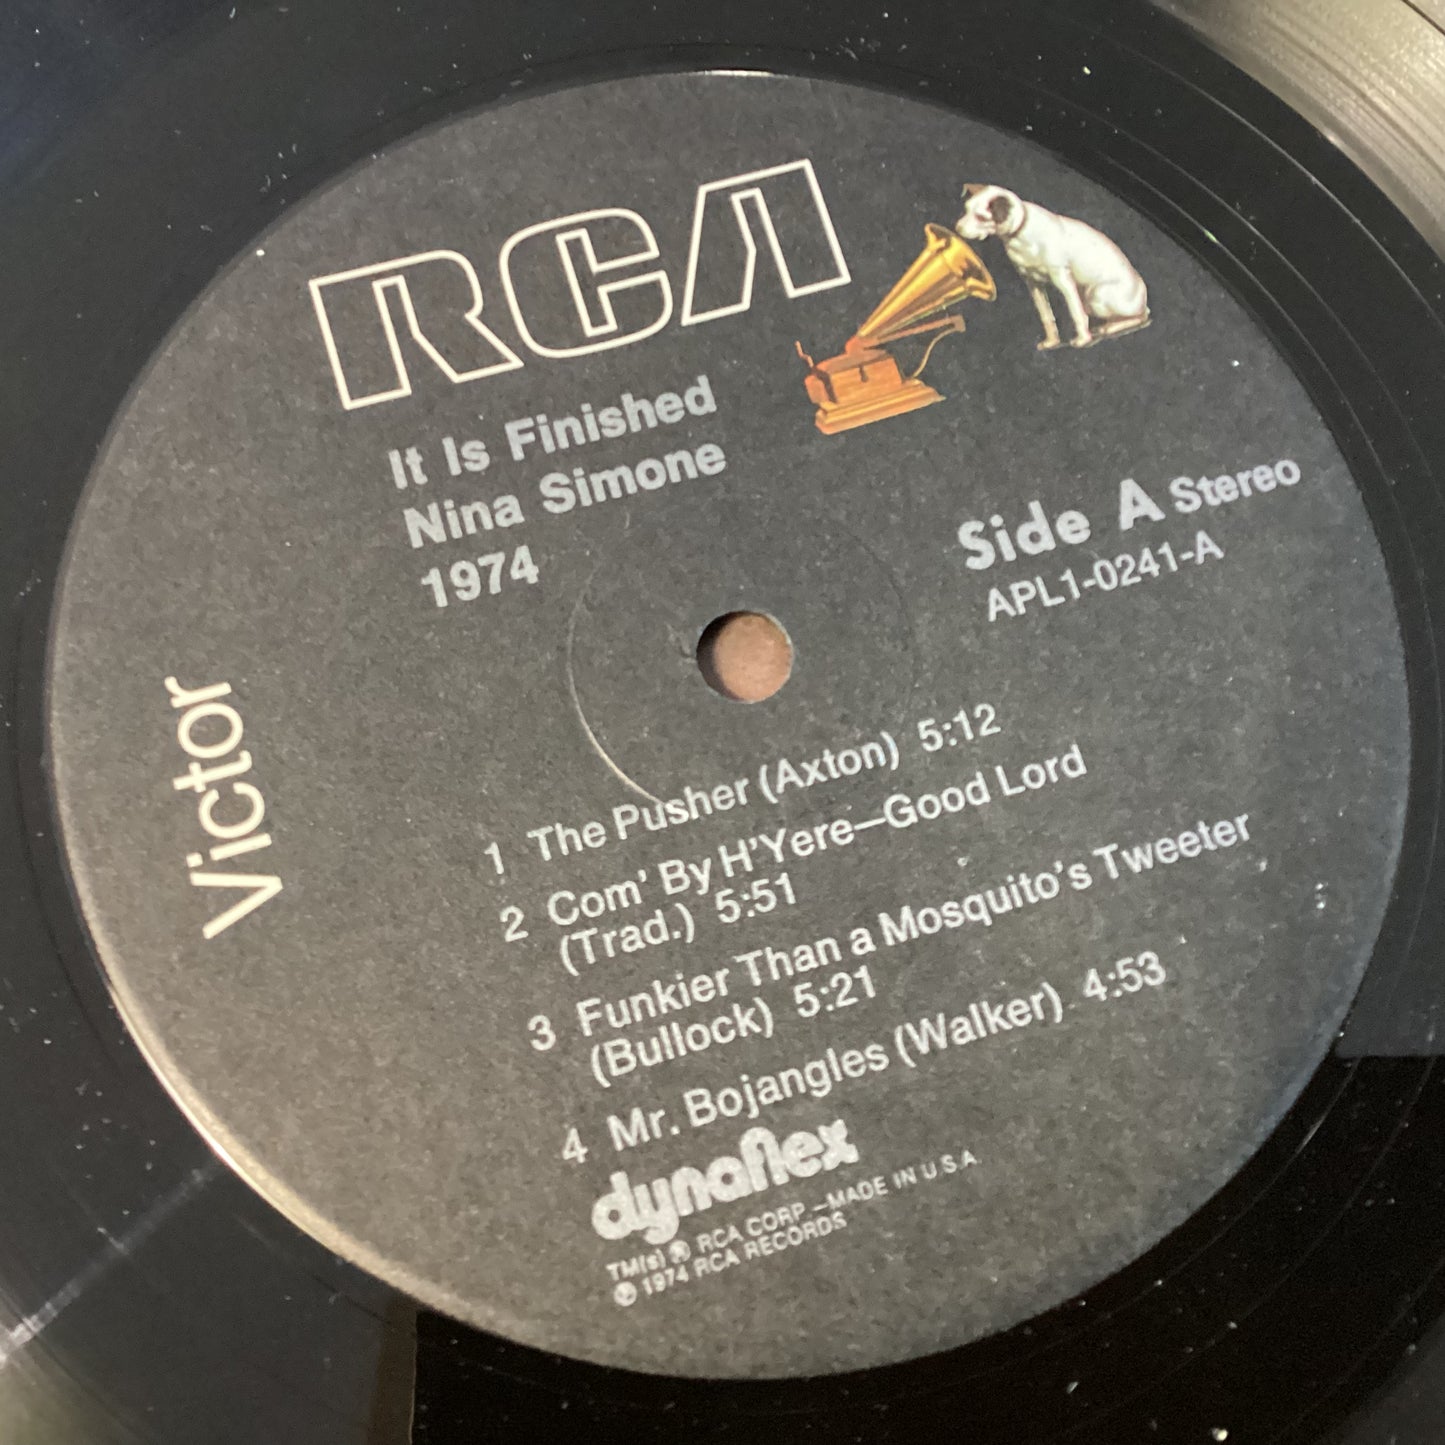 RCA
It Is Finished
Nina Simone
1974
Side A Stereo
APL1-0241-A
Victor
1 The Pusher (Axton) 5:12
2 Com' By H'Yere–Good Lord
(Trad.) 5:51
3 Funkier Than a Mosquito's Tweeter
(Bullock) 5:21
4 Mr. Bojangles (Walker) 4:53
dynaflex
TM(s) ® RCA CORP.–MADE IN U.S.A.
℗ 1974 RCA RECORDS